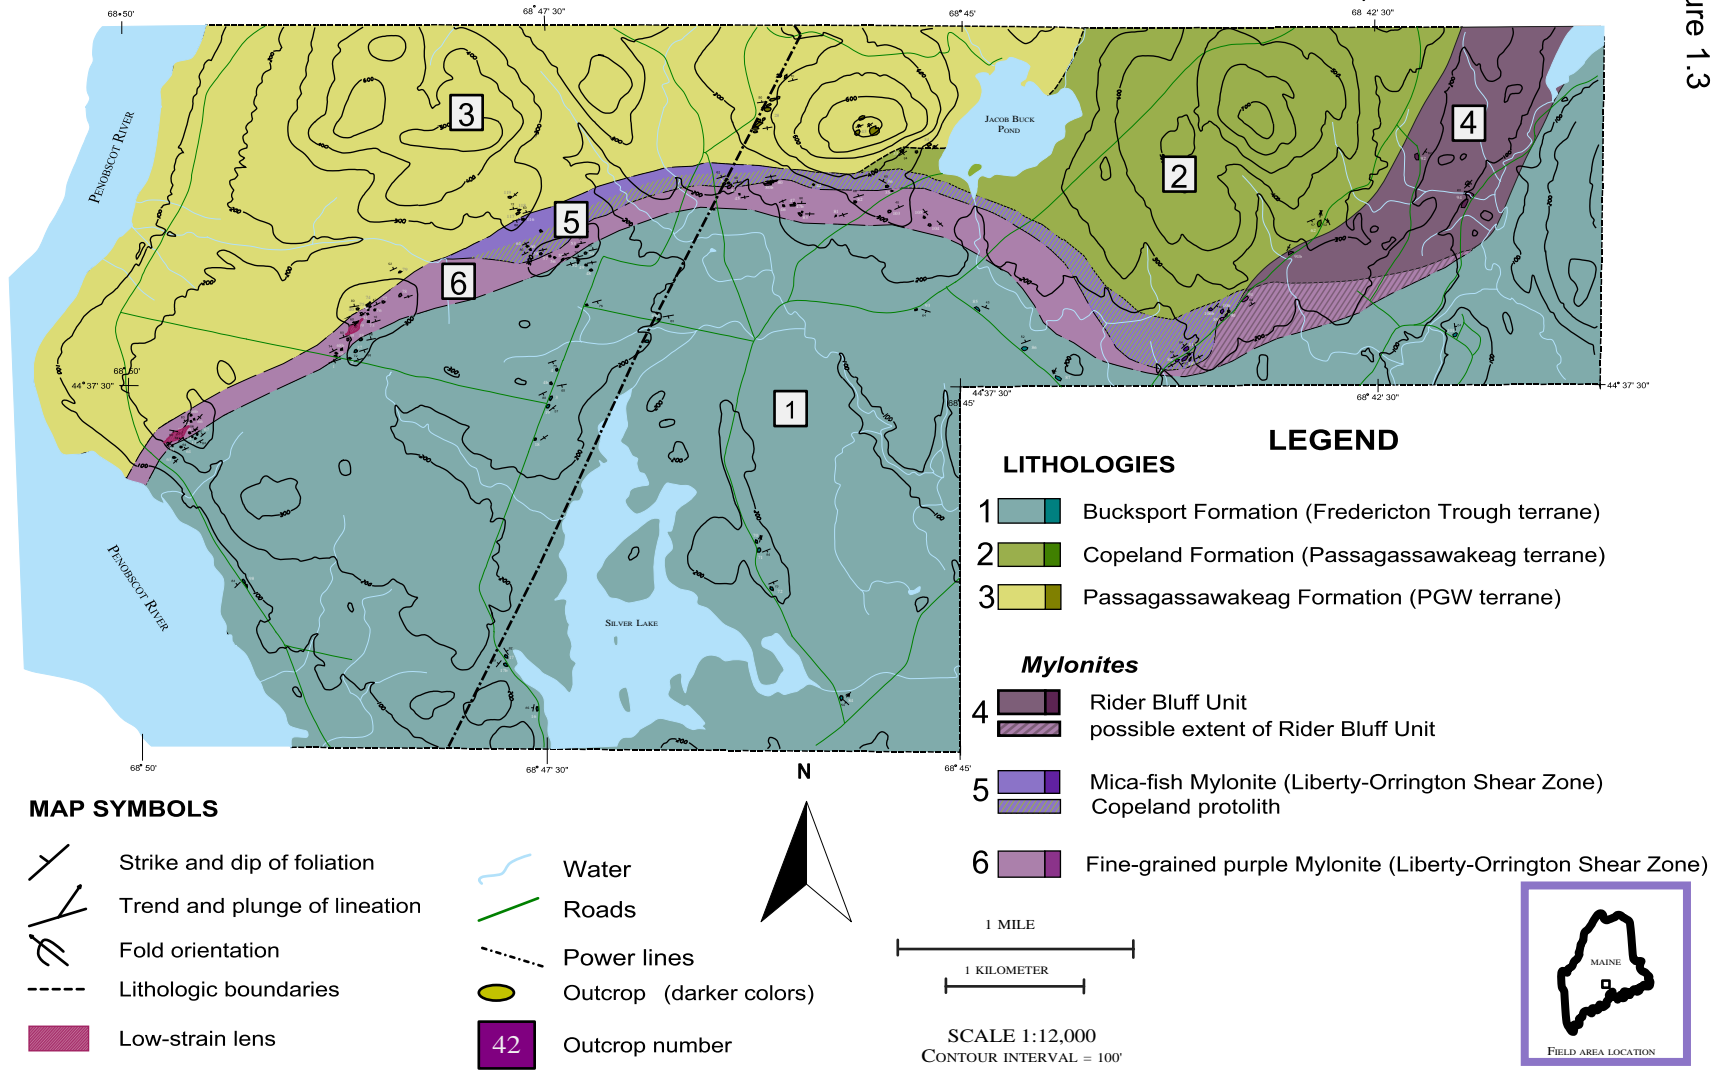 68° 50'
68° 47' 30"
68° 45'
68° 42' 30"
ure 1.3
3
2
4
5
6
1
PENOBSCOT RIVER
JACOB BUCK
POND
44° 37' 30"
68° 50'
68° 45'
44° 37' 30"
68° 42' 30"
44° 37' 30"
PENOBSCOT RIVER
SILVER LAKE
68° 50'
68° 47' 30"
68° 45'
LEGEND
LITHOLOGIES
1 Bucksport Formation (Fredericton Trough terrane)
2 Copeland Formation (Passagassawakeag terrane)
3 Passagassawakeag Formation (PGW terrane)
Mylonites
4 Rider Bluff Unit
possible extent of Rider Bluff Unit
5 Mica-fish Mylonite (Liberty-Orrington Shear Zone)
Copeland protolith
6 Fine-grained purple Mylonite (Liberty-Orrington Shear Zone)
MAP SYMBOLS
Strike and dip of foliation
Trend and plunge of lineation
Fold orientation
Lithologic boundaries
Low-strain lens
Water
Roads
Power lines
Outcrop (darker colors)
42 Outcrop number
N
1 MILE
1 KILOMETER
SCALE 1:12,000
CONTOUR INTERVAL = 100'
MAINE
FIELD AREA LOCATION